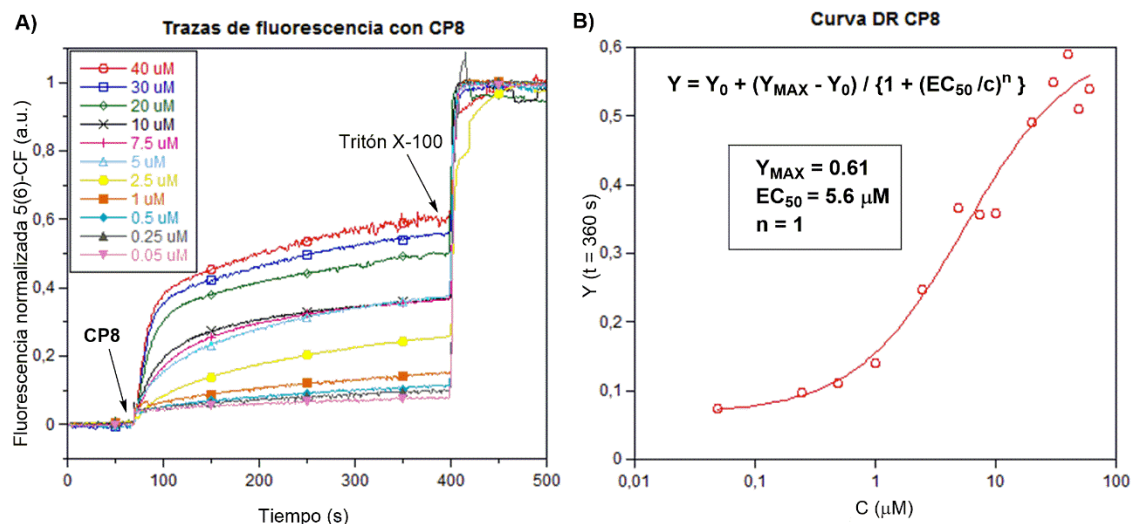 A)
Trazas de fluorescencia con CP8
40 uM
30 uM
20 uM
10 uM
7.5 uM
5 uM
2.5 uM
1 uM
0.5 uM
0.25 uM
0.05 uM
Tritón X-100
CP8
Fluorescencia normalizada 5(6)-CF (a.u.)
1
0,8
0,6
0,4
0,2
0
0 100 200 300 400 500
Tiempo (s)
B)
Curva DR CP8
Y = Y₀ + (Y_MAX - Y₀) / {1 + (EC₅₀ /c)ⁿ }
Y_MAX = 0.61
EC₅₀ = 5.6 μM
n = 1
Y (t = 360 s)
0,6
0,5
0,4
0,3
0,2
0,1
0
0,01 0,1 1 10 100
C (μM)